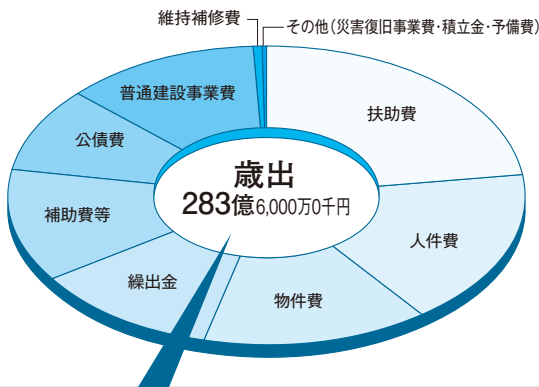 維持補修費
その他（災害復旧事業費・積立金・予備費）
普通建設事業費
扶助費
公債費
歳出
283億6,000万0千円
補助費等
人件費
繰出金
物件費